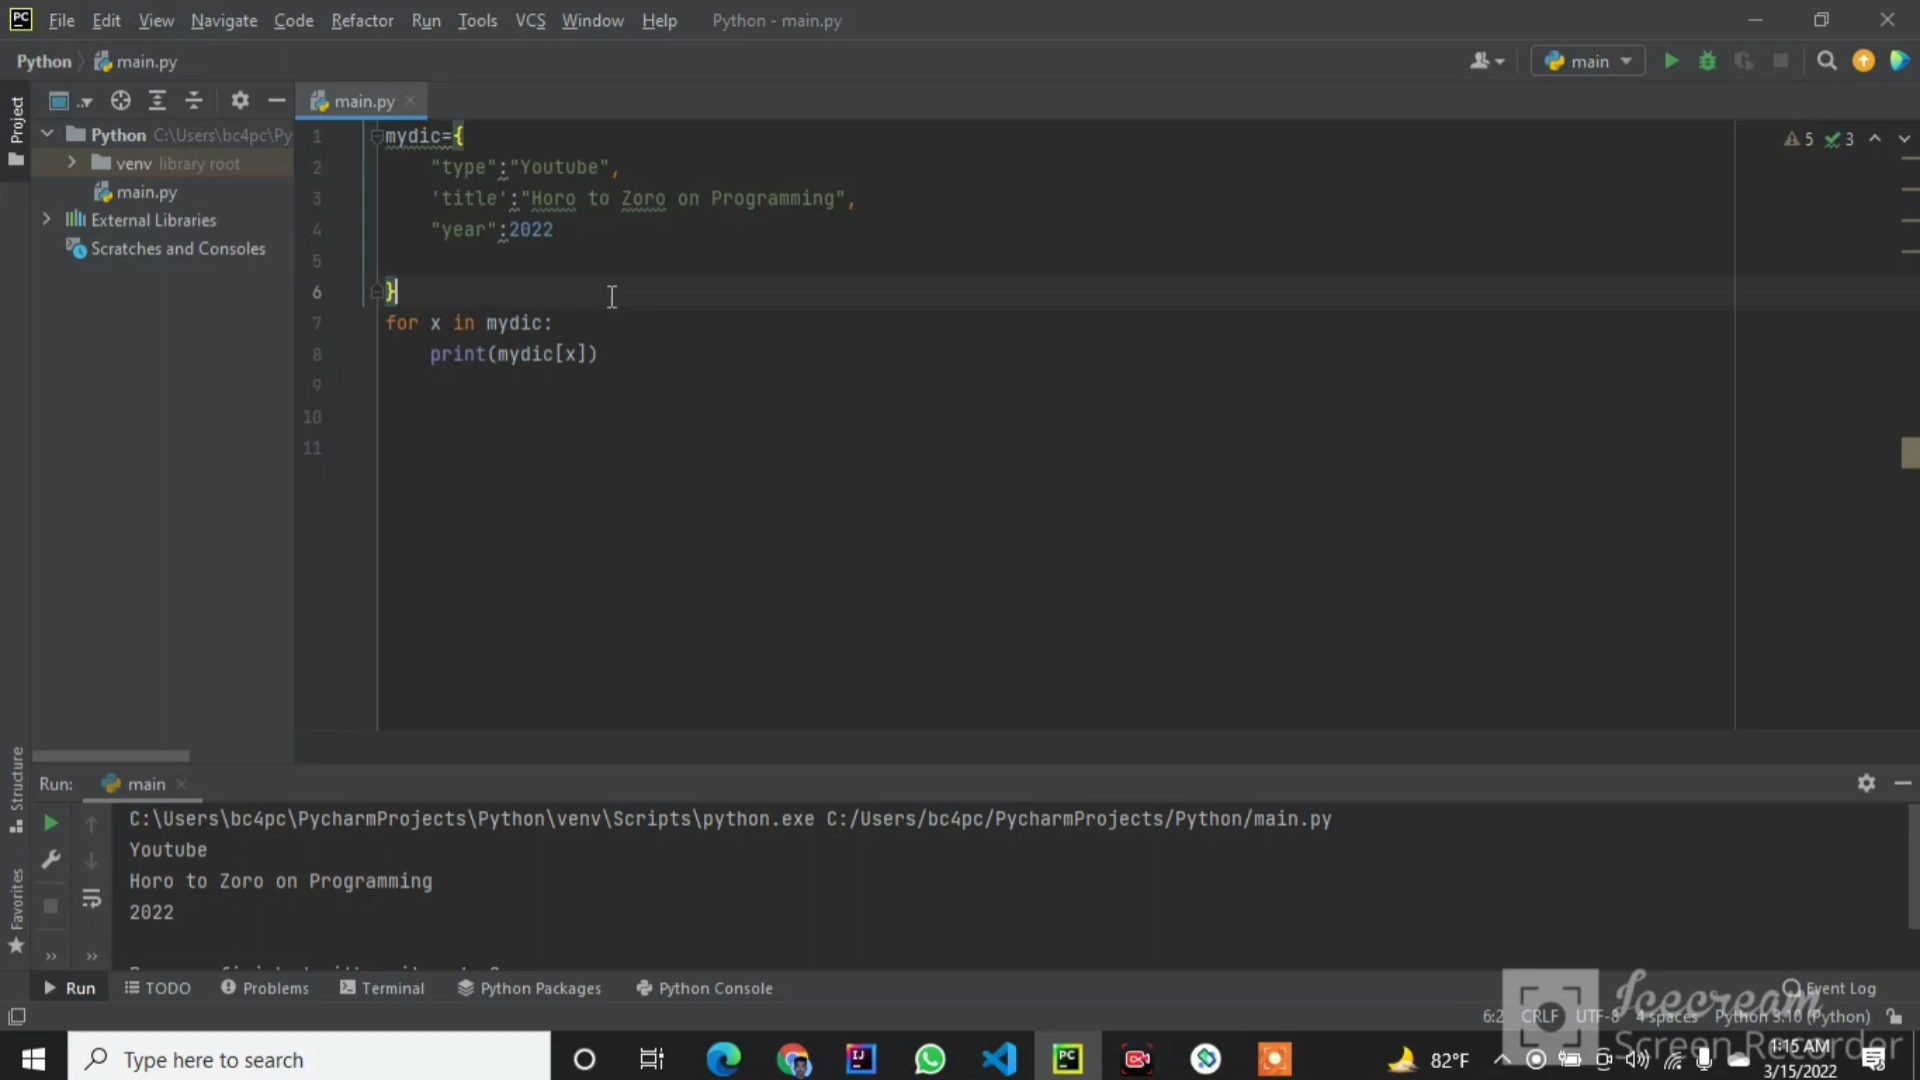 PC File Edit View Navigate Code Refactor Run Tools VCS Window Help Python - main.py
Python main.py
main
Project
main.py
Python C:\Users\bc4pc\Py
venv library root
main.py
External Libraries
Scratches and Consoles
5 3
1 mydic={
2 "type":"Youtube",
3 'title':"Horo to Zoro on Programming",
4 "year":2022
5
6 }
7 for x in mydic:
8 print(mydic[x])
9
10
11
Structure
Favorites
Run: main
C:\Users\bc4pc\PycharmProjects\Python\venv\Scripts\python.exe C:/Users/bc4pc/PycharmProjects/Python/main.py
Youtube
Horo to Zoro on Programming
2022
Run TODO Problems Terminal Python Packages Python Console Event Log
6:2 CRLF UTF-8 4 spaces Python 3.10 (Python)
Icecream
Screen Recorder
Type here to search
82°F
1:15 AM
3/15/2022